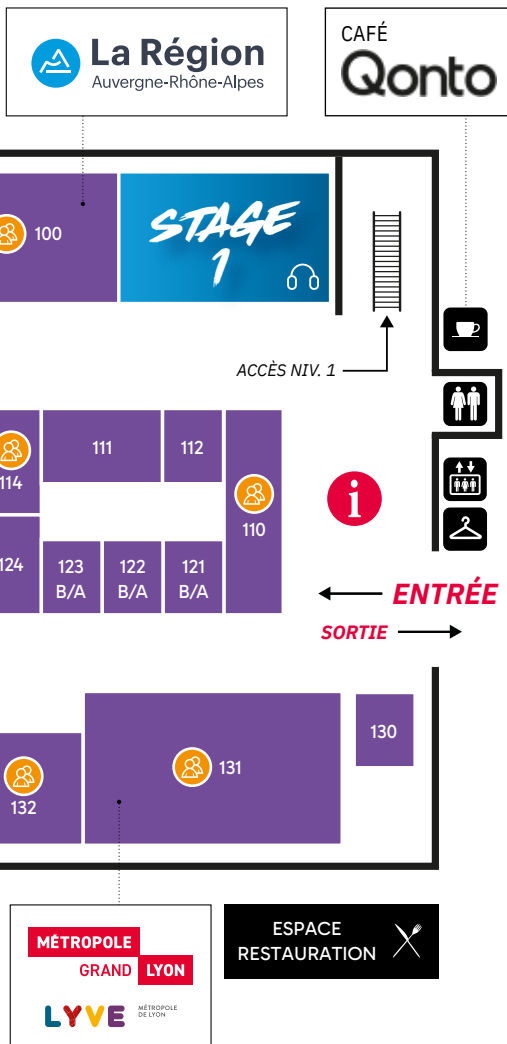 La Région
Auvergne-Rhône-Alpes
CAFÉ
Qonto
100
STAGE
1
ACCÈS NIV. 1
111
112
114
110
i
124
123
B/A
122
B/A
121
B/A
ENTRÉE
SORTIE
130
131
132
MÉTROPOLE
GRAND LYON
LYVE
MÉTROPOLE
DE LYON
ESPACE
RESTAURATION